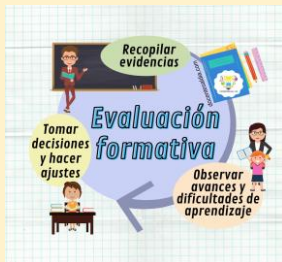 Recopilar
evidencias
Evaluación
formativa
Tomar
decisiones
y hacer
ajustes
Observar
avances y
dificultades de
aprendizaje